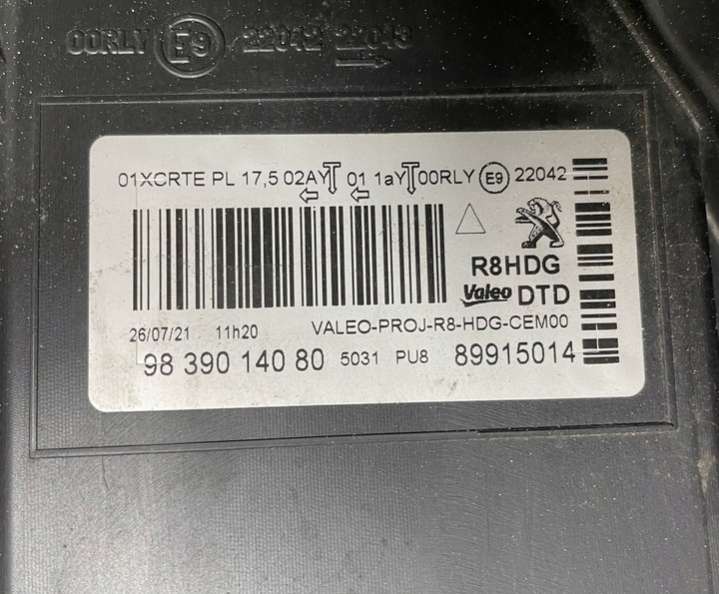 00RLY E9 22042 22043
01XCRTE PL 17,5 02AY 01 1aY 00RLY E9 22042
R8HDG
Valeo DTD
26/07/21 11h20 VALEO-PROJ-R8-HDG-CEM00
98 390 140 80 5031 PU8 89915014